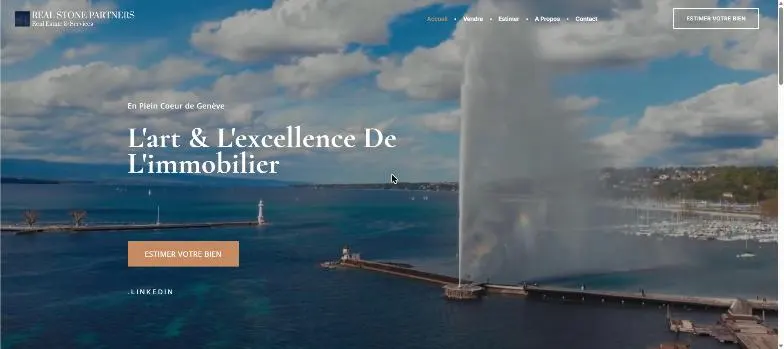 REAL STONE PARTNERS
Real Estate & Services
Accueil • Vendre • Estimer • A Propos • Contact
ESTIMER VOTRE BIEN
En Plein Coeur de Genève
L'art & L'excellence De
L'immobilier
ESTIMER VOTRE BIEN
.LINKEDIN